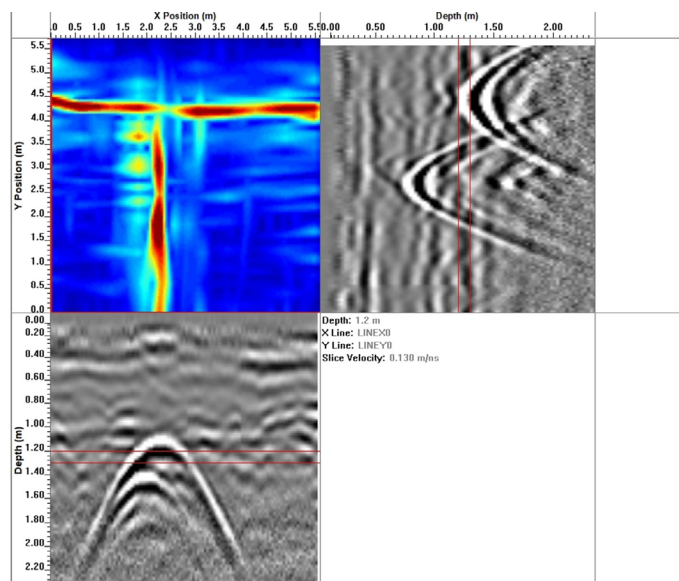 X Position (m)
0.0 0.5 1.0 1.5 2.0 2.5 3.0 3.5 4.0 4.5 5.0 5.5
Depth (m)
0.00 0.50 1.00 1.50 2.00
Y Position (m)
5.5
5.0
4.5
4.0
3.5
3.0
2.5
2.0
1.5
1.0
0.5
0.0
Depth (m)
0.00
0.20
0.40
0.60
0.80
1.00
1.20
1.40
1.60
1.80
2.00
2.20
Depth: 1.2 m
X Line: LINEX0
Y Line: LINEY0
Slice Velocity: 0.130 m/ns